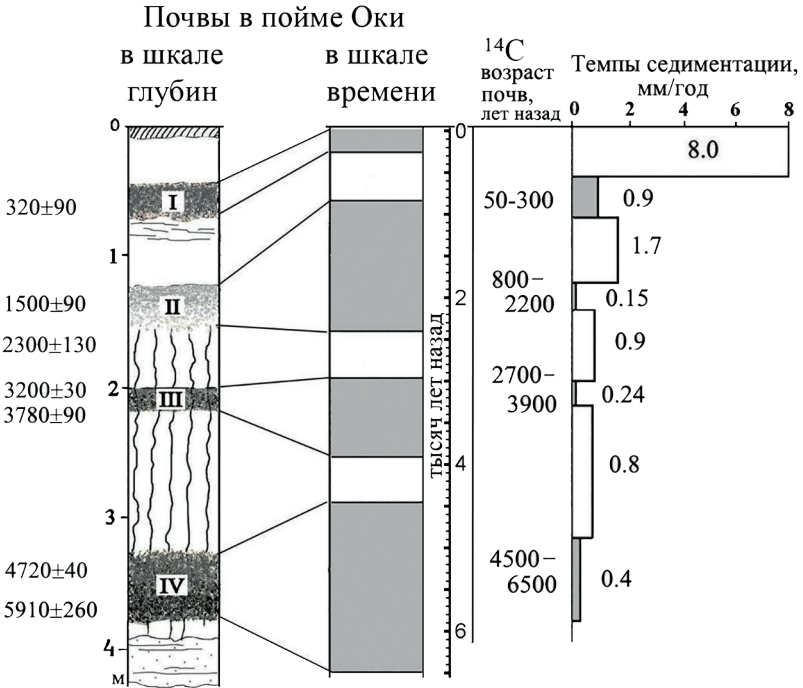 Почвы в пойме Оки
в шкале
глубин
в шкале
времени
¹⁴C
возраст
почв,
лет назад
Темпы седиментации,
мм/год
0 2 4 6 8
0
1
2
3
4
м
320±90
1500±90
2300±130
3200±30
3780±90
4720±40
5910±260
I
II
III
IV
0
2
4
6
тысяч лет назад
50-300
800–
2200
2700–
3900
4500–
6500
8.0
0.9
1.7
0.15
0.9
0.24
0.8
0.4